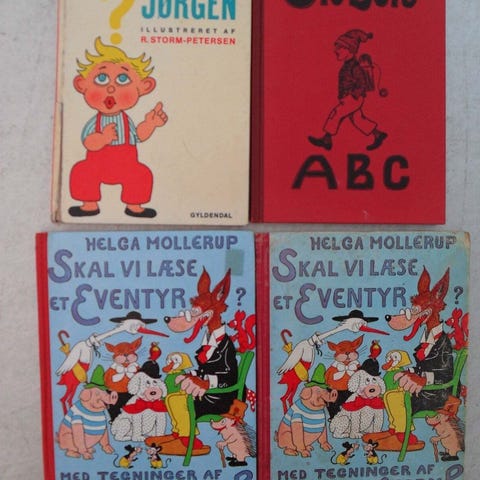 ?
JØRGEN
ILLUSTRERET AF
R. STORM-PETERSEN
GYLDENDAL
ABC
HELGA MOLLERUP
SKAL VI LÆSE
ET EVENTYR ?
MED TEGNINGER AF
HELGA MOLLERUP
SKAL VI LÆSE
ET EVENTYR ?
MED TEGNINGER AF